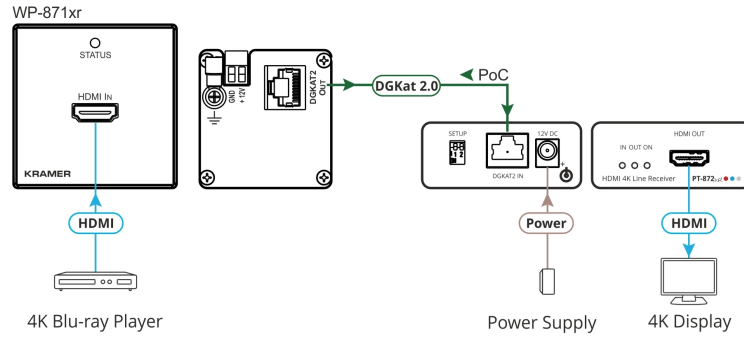 WP-871xr
STATUS
HDMI IN
KRAMER
GND
+ 12V
DGKAT2
OUT
DGKat 2.0
PoC
SETUP
1 2
DGKAT2 IN
12V DC
+
IN OUT ON
HDMI OUT
HDMI 4K Line Receiver
PT-872xr
HDMI
Power
HDMI
4K Blu-ray Player
Power Supply
4K Display